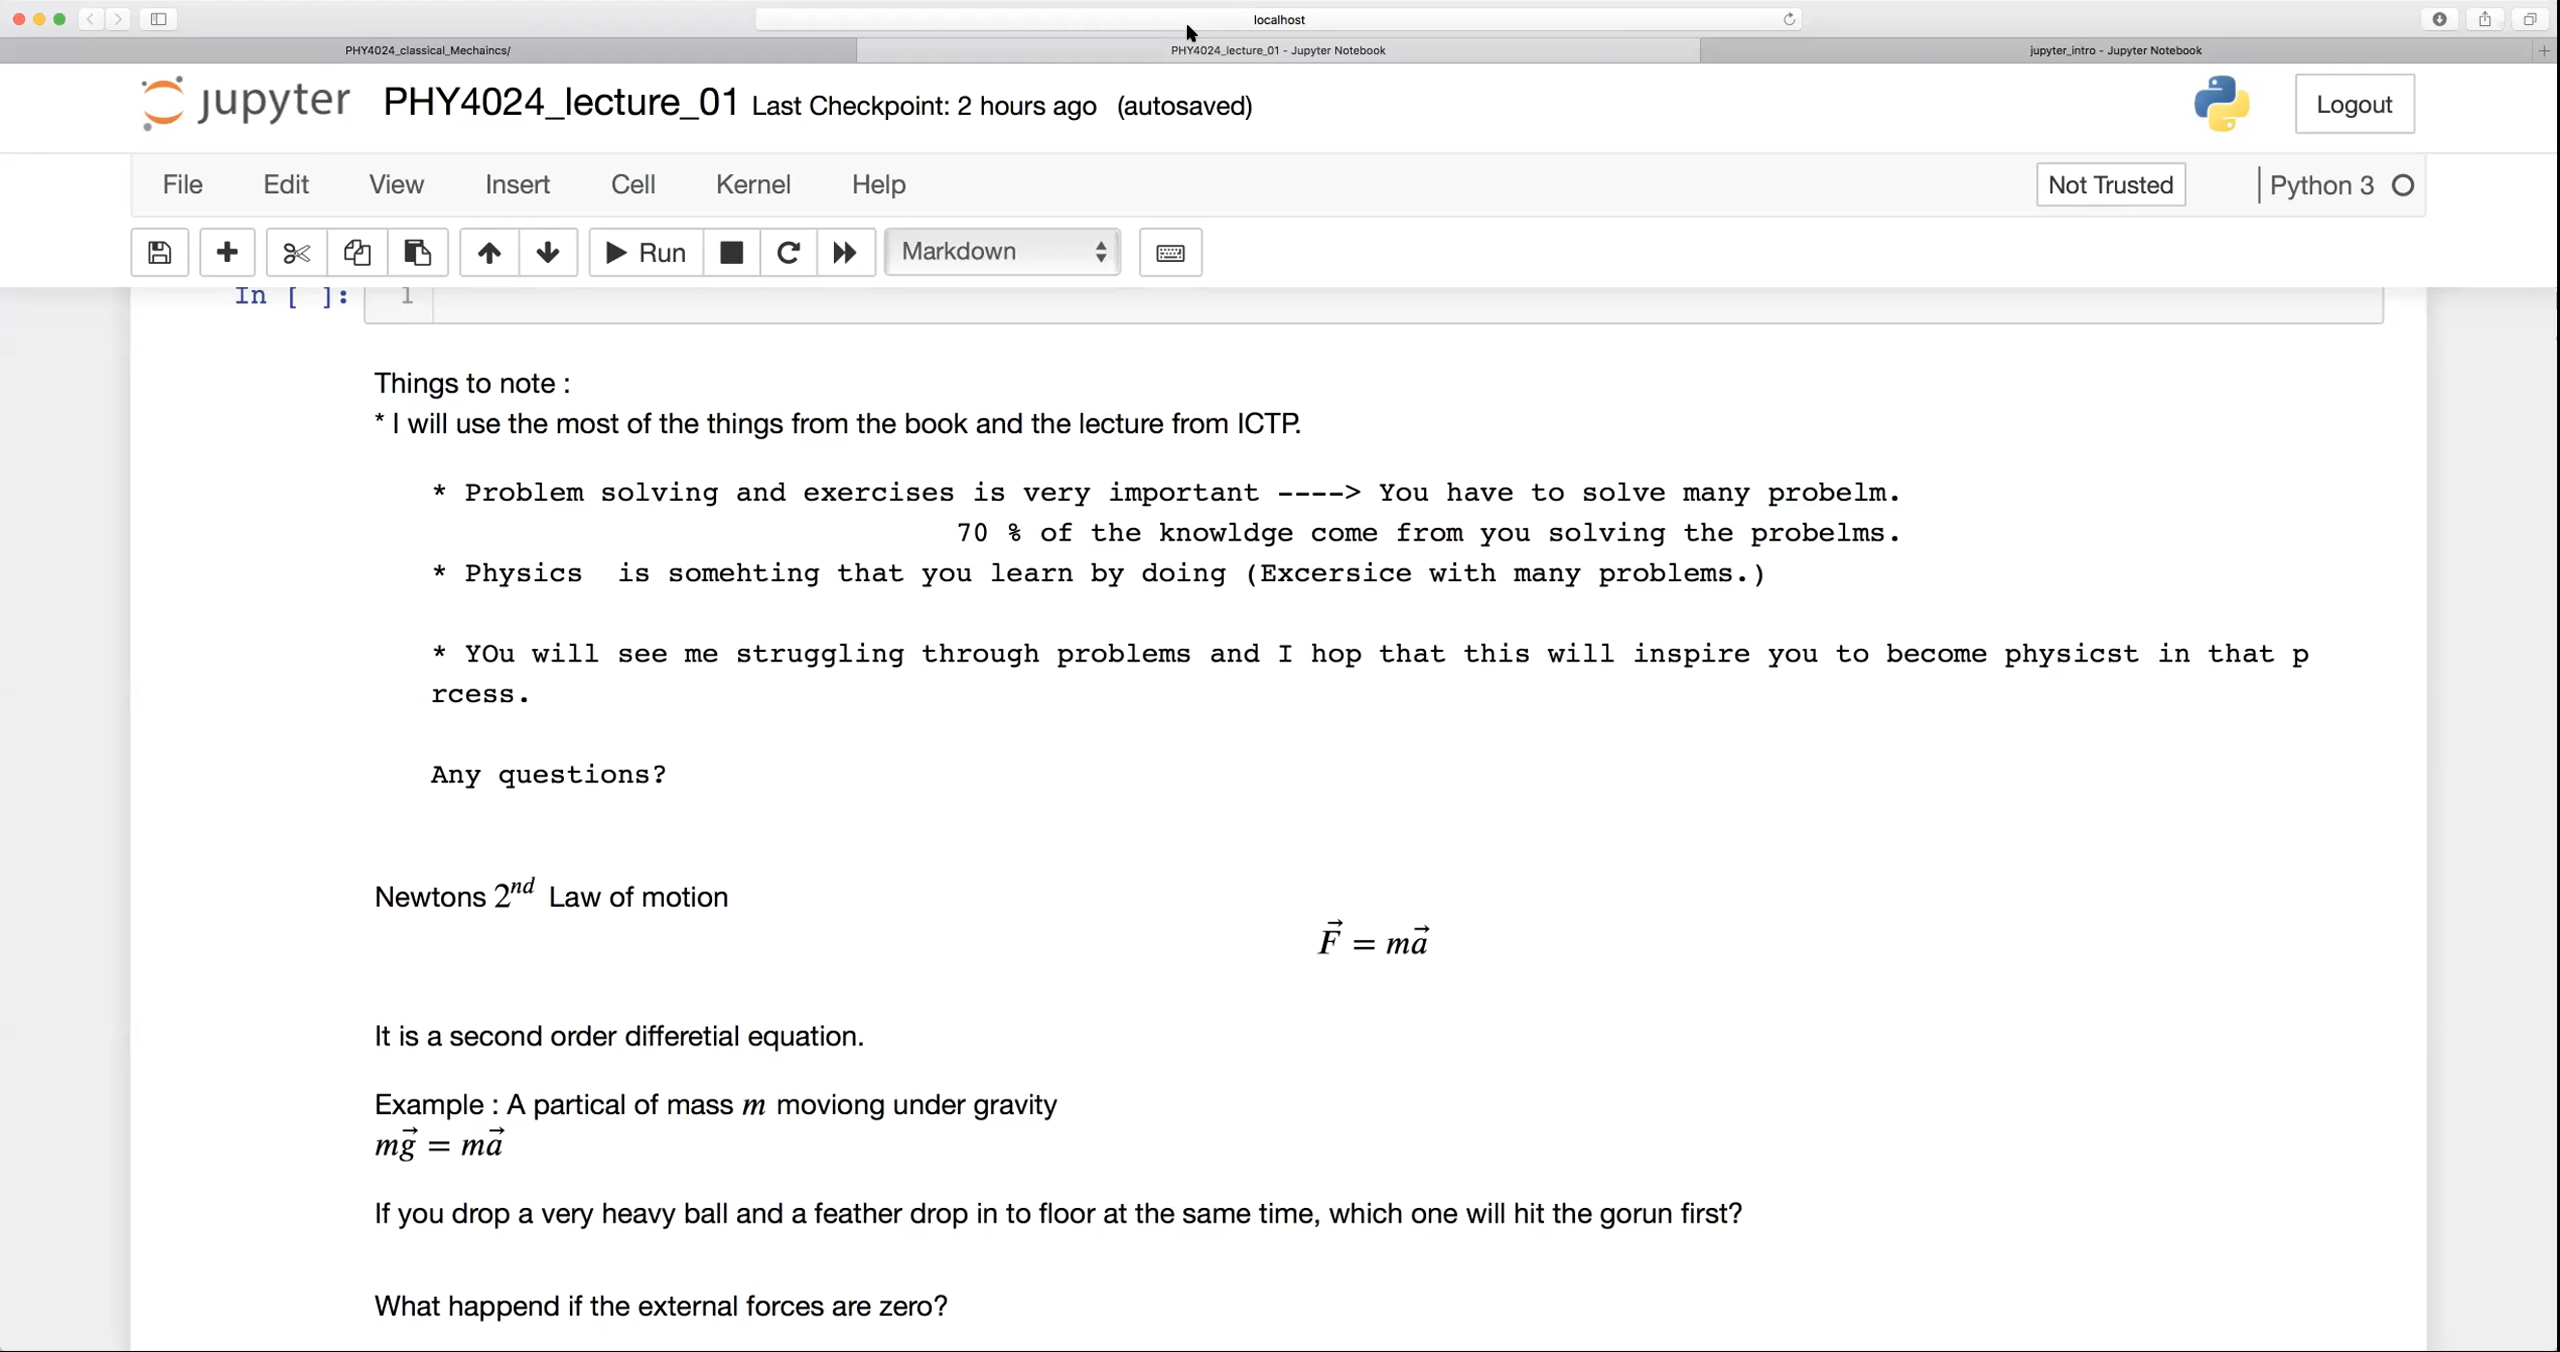 localhost
PHY4024_classical_Mechaincs/
PHY4024_lecture_01 - Jupyter Notebook
jupyter_intro - Jupyter Notebook
jupyter PHY4024_lecture_01 Last Checkpoint: 2 hours ago (autosaved)
Logout
File Edit View Insert Cell Kernel Help
Not Trusted
Python 3
Run
Markdown
In [ ]: 1
Things to note :
* I will use the most of the things from the book and the lecture from ICTP.
* Problem solving and exercises is very important ----> You have to solve many probelm.
70 % of the knowldge come from you solving the probelms.
* Physics  is somehting that you learn by doing (Excersice with many problems.)
* YOu will see me struggling through problems and I hop that this will inspire you to become physicst in that p
rcess.
Any questions?
Newtons 2^{nd} Law of motion
\vec{F} = m\vec{a}
It is a second order differetial equation.
Example : A partical of mass m moviong under gravity
m\vec{g} = m\vec{a}
If you drop a very heavy ball and a feather drop in to floor at the same time, which one will hit the gorun first?
What happend if the external forces are zero?